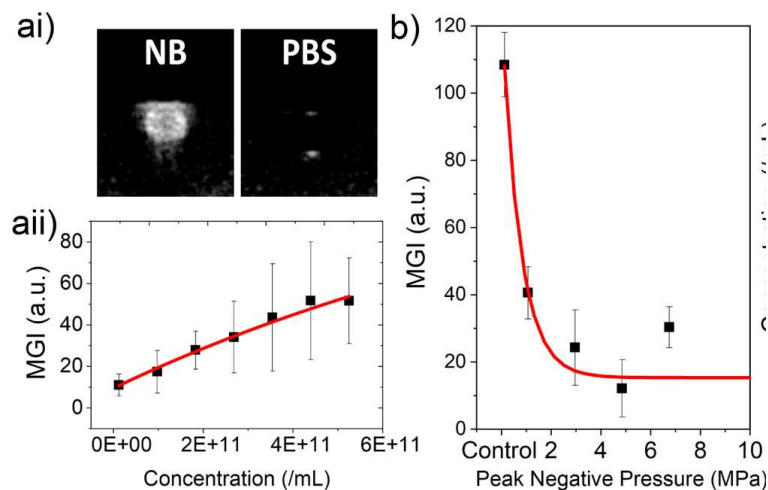 ai)
NB PBS
aii)
80
60
40
20
0
MGI (a.u.)
0E+00 2E+11 4E+11 6E+11
Concentration (/mL)
b)
120
100
80
60
40
20
0
MGI (a.u.)
Control 2 4 6 8 10
Peak Negative Pressure (MPa)